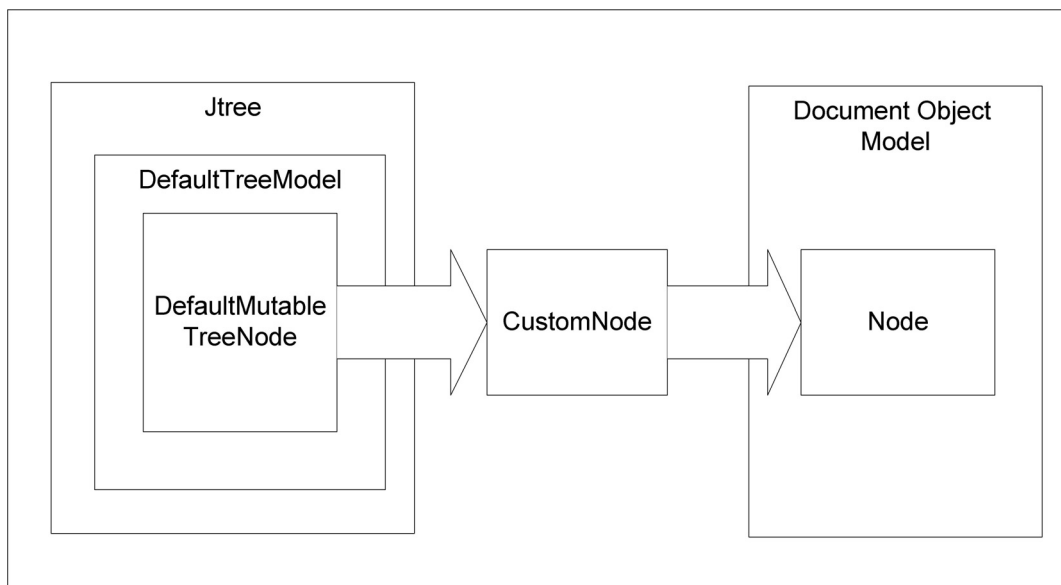 Jtree
DefaultTreeModel
DefaultMutable
TreeNode
CustomNode
Document Object
Model
Node